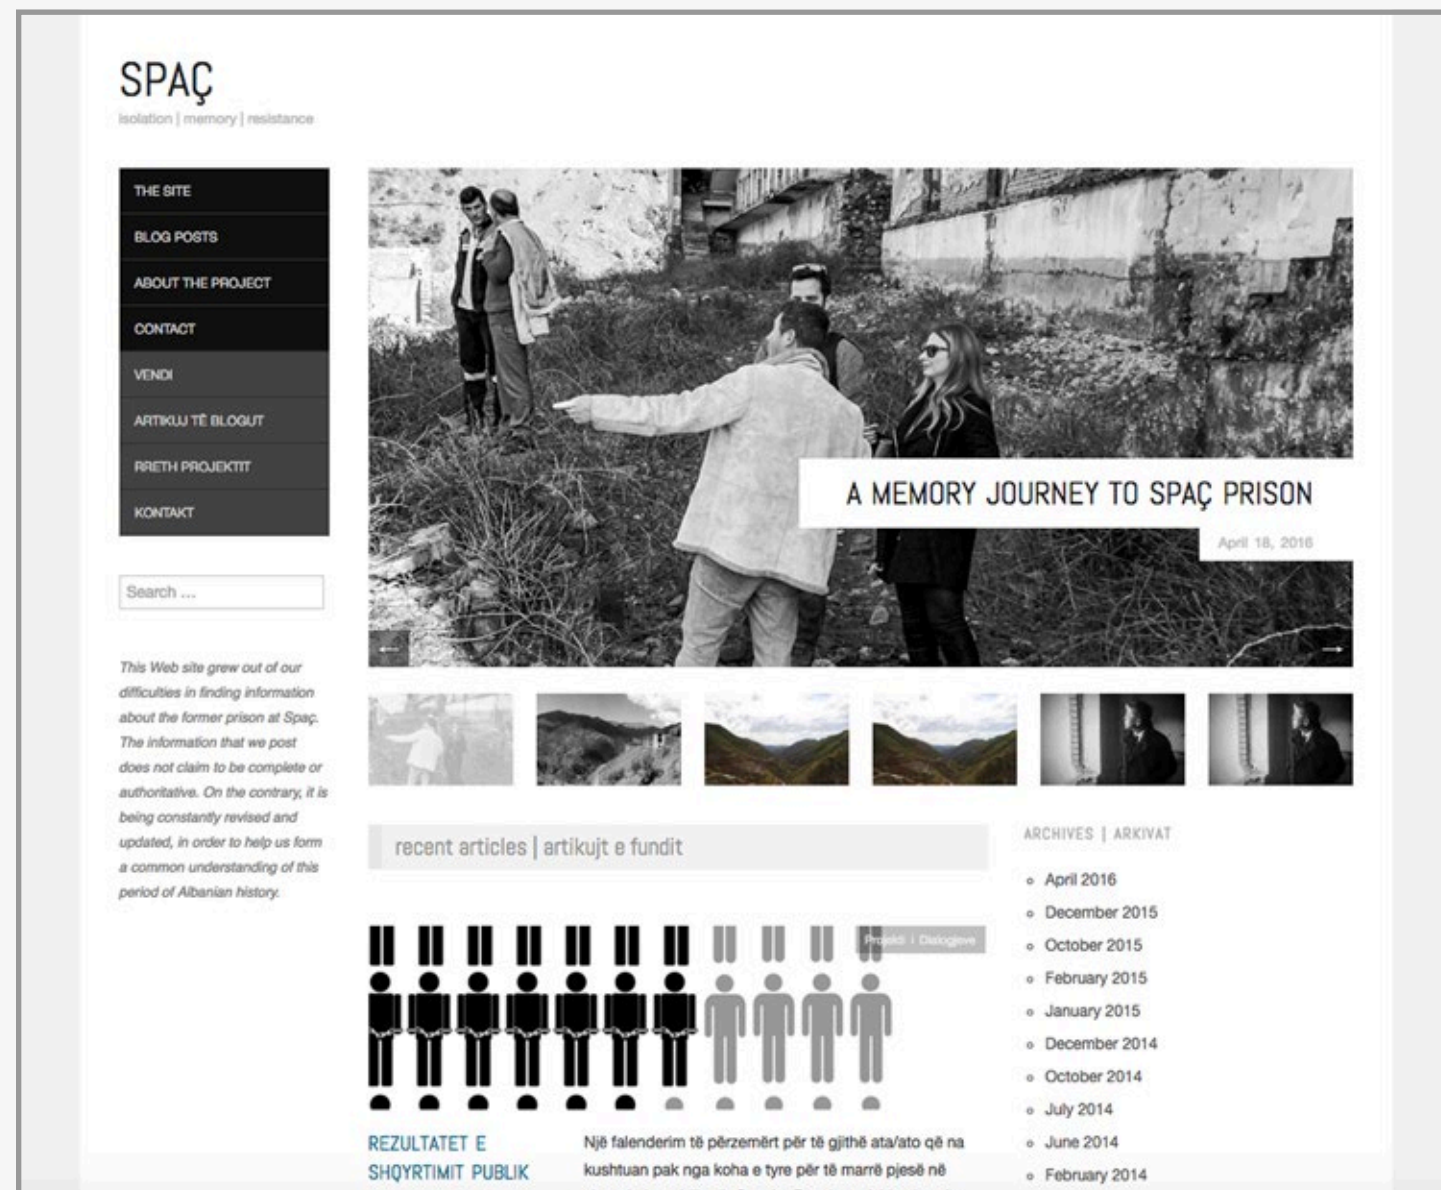 SPAÇ
isolation | memory | resistance
THE SITE
BLOG POSTS
ABOUT THE PROJECT
CONTACT
VENDI
ARTIKUJ TË BLOGUT
RRETH PROJEKTIT
KONTAKT
Search ...
This Web site grew out of our
difficulties in finding information
about the former prison at Spaç.
The information that we post
does not claim to be complete or
authoritative. On the contrary, it is
being constantly revised and
updated, in order to help us form
a common understanding of this
period of Albanian history.
A MEMORY JOURNEY TO SPAÇ PRISON
April 18, 2016
recent articles | artikujt e fundit
Projekti i Dialogjeve
REZULTATET E
SHQYRTIMIT PUBLIK
Një falenderim të përzemërt për të gjithë ata/ato që na
kushtuan pak nga koha e tyre për të marrë pjesë në
ARCHIVES | ARKIVAT
April 2016
December 2015
October 2015
February 2015
January 2015
December 2014
October 2014
July 2014
June 2014
February 2014